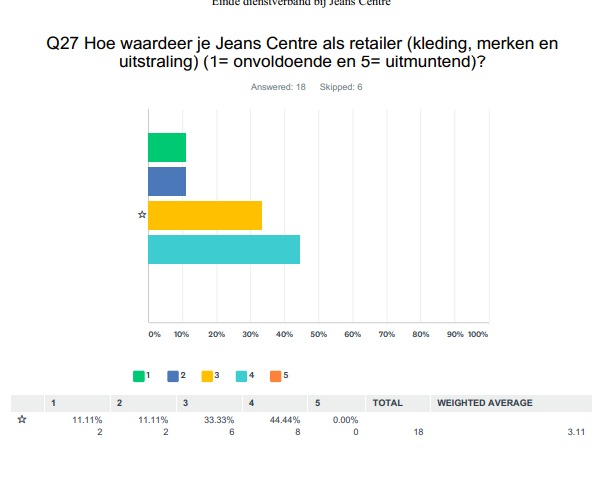 Einde dienstverband bij Jeans Centre
Q27 Hoe waardeer je Jeans Centre als retailer (kleding, merken en
uitstraling) (1= onvoldoende en 5= uitmuntend)?
Answered: 18 Skipped: 6
☆
0% 10% 20% 30% 40% 50% 60% 70% 80% 90% 100%
1 2 3 4 5
1 2 3 4 5 TOTAL WEIGHTED AVERAGE
☆ 11.11% 11.11% 33.33% 44.44% 0.00%
2 2 6 8 0 18 3.11